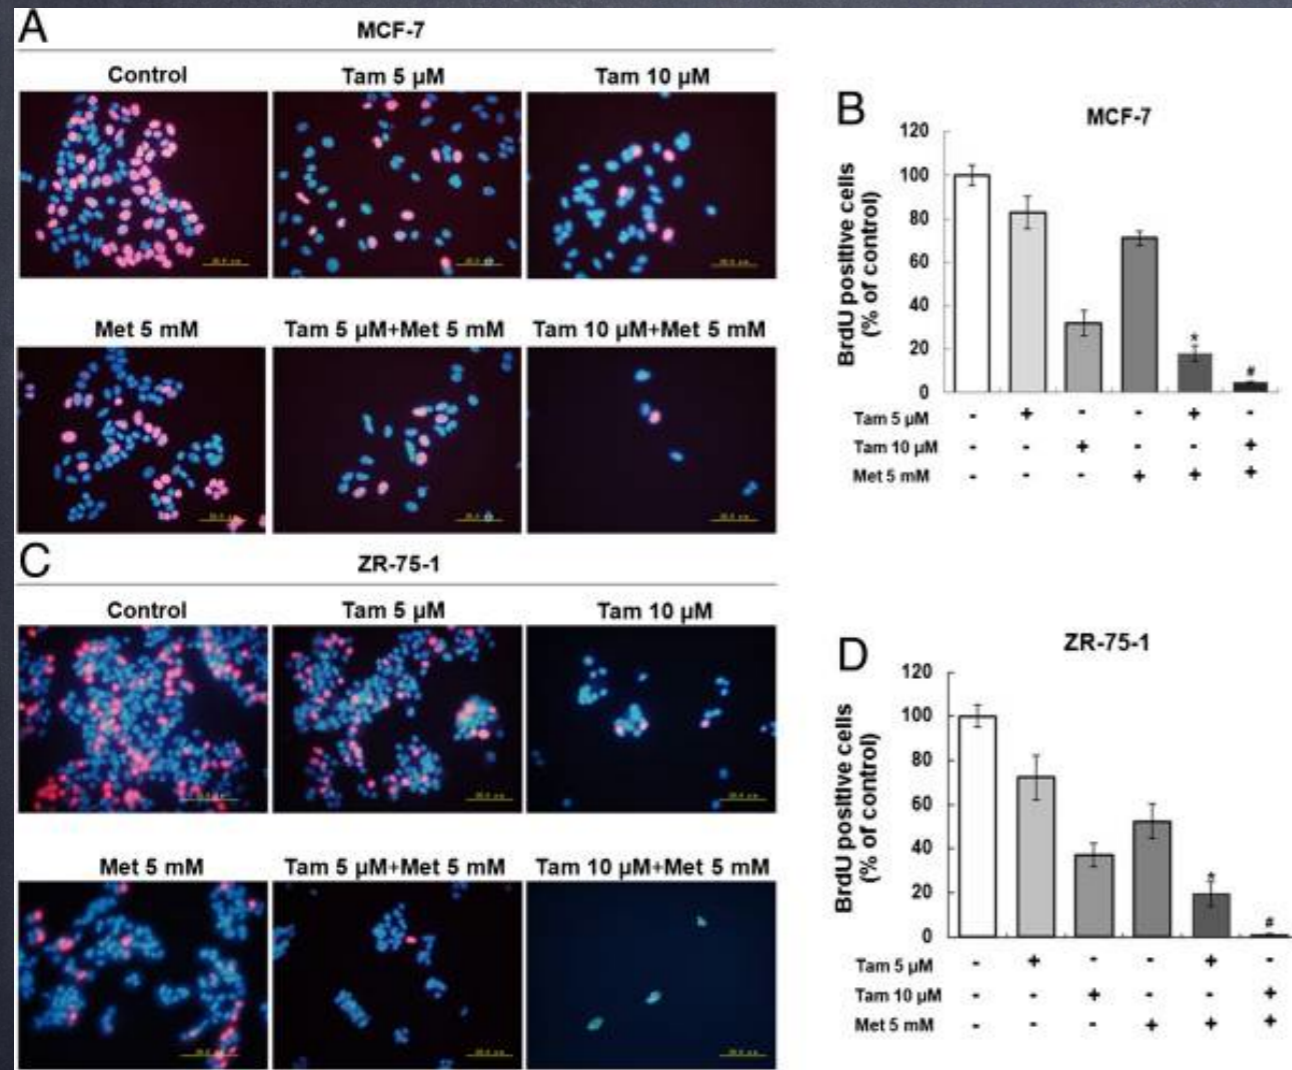 A
MCF-7
Control Tam 5 μM Tam 10 μM
Met 5 mM Tam 5 μM+Met 5 mM Tam 10 μM+Met 5 mM
B
MCF-7
BrdU positive cells
(% of control)
120
100
80
60
40
20
0
*
#
Tam 5 μM - + - - + -
Tam 10 μM - - + - - +
Met 5 mM - - - + + +
C
ZR-75-1
Control Tam 5 μM Tam 10 μM
Met 5 mM Tam 5 μM+Met 5 mM Tam 10 μM+Met 5 mM
D
ZR-75-1
BrdU positive cells
(% of control)
120
100
80
60
40
20
0
*
#
Tam 5 μM - + - - + -
Tam 10 μM - - + - - +
Met 5 mM - - - + + +